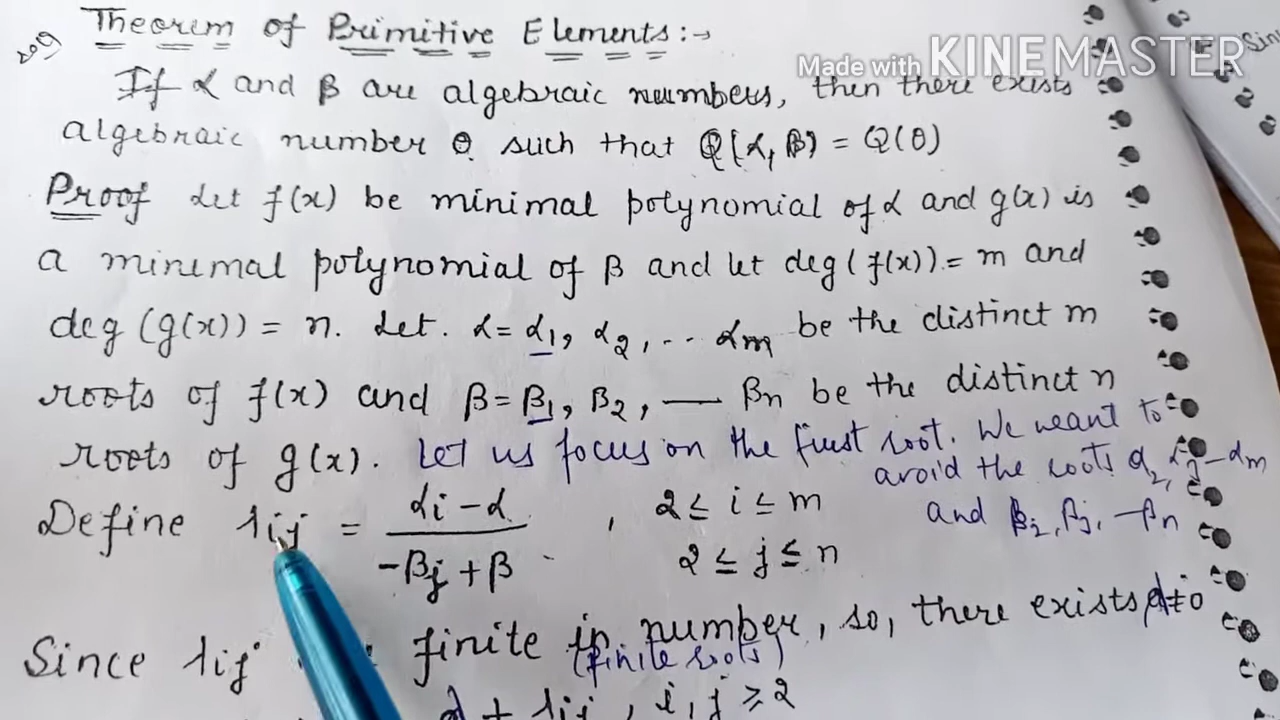 Made with KINEMASTER
Theorem of Primitive Elements:→
If α and β are algebraic numbers, then there exists
algebraic number θ such that Q(α, β) = Q(θ)
Proof Let f(x) be minimal polynomial of α and g(x) is
a minimal polynomial of β and let deg(f(x)) = m and
deg(g(x)) = n. Let. α = α₁, α₂, ... αm be the distinct m
roots of f(x) and β = β₁, β₂, — βn be the distinct n
roots of g(x). Let us focus on the first root. We want to
avoid the roots α₂, – αm
and β₂, βj, – βn
Define λij = (αi – α)/(–βj + β) , 2 ≤ i ≤ m
2 ≤ j ≤ n
Since λij finite in number, so, there exists λ≠0
(finite roots)
λ ≠ λij, i, j ≥ 2